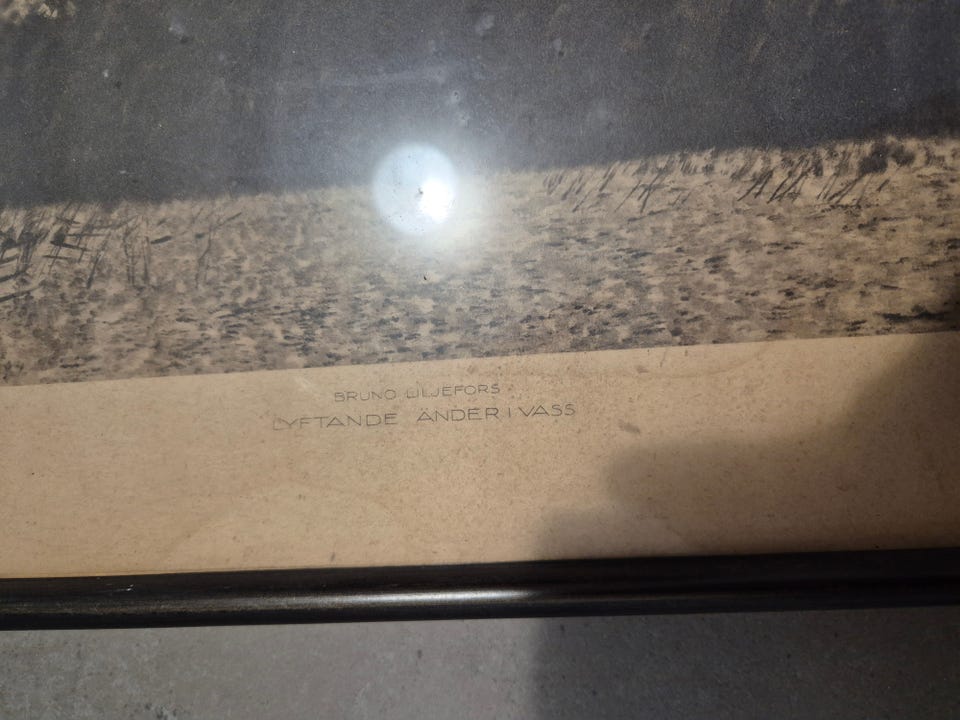 BRUNO LILJEFORS
LYFTANDE ÄNDER I VASS